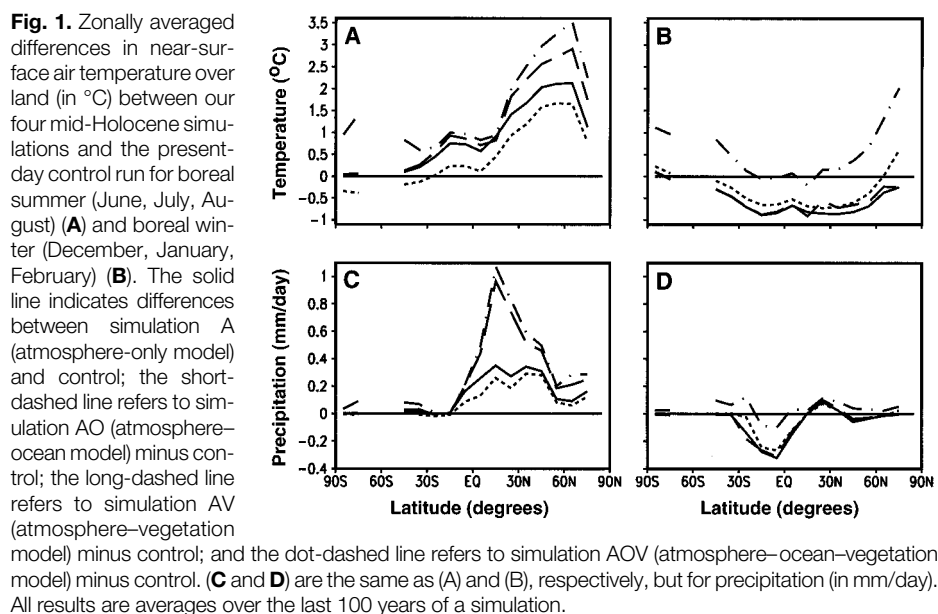 Fig. 1. Zonally averaged
differences in near-sur-
face air temperature over
land (in °C) between our
four mid-Holocene simu-
lations and the present-
day control run for boreal
summer (June, July, Au-
gust) (A) and boreal win-
ter (December, January,
February) (B). The solid
line indicates differences
between simulation A
(atmosphere-only model)
and control; the short-
dashed line refers to sim-
ulation AO (atmosphere–
ocean model) minus con-
trol; the long-dashed line
refers to simulation AV
(atmosphere–vegetation
model) minus control; and the dot-dashed line refers to simulation AOV (atmosphere–ocean–vegetation
model) minus control. (C and D) are the same as (A) and (B), respectively, but for precipitation (in mm/day).
All results are averages over the last 100 years of a simulation.
Temperature (°C)
3.5
3
2.5
2
1.5
1
0.5
0
−0.5
−1
A
B
Precipitation (mm/day)
1
0.8
0.6
0.4
0.2
0
−0.2
−0.4
C
D
90S 60S 30S EQ 30N 60N 90N
90S 60S 30S EQ 30N 60N 90N
Latitude (degrees)
Latitude (degrees)